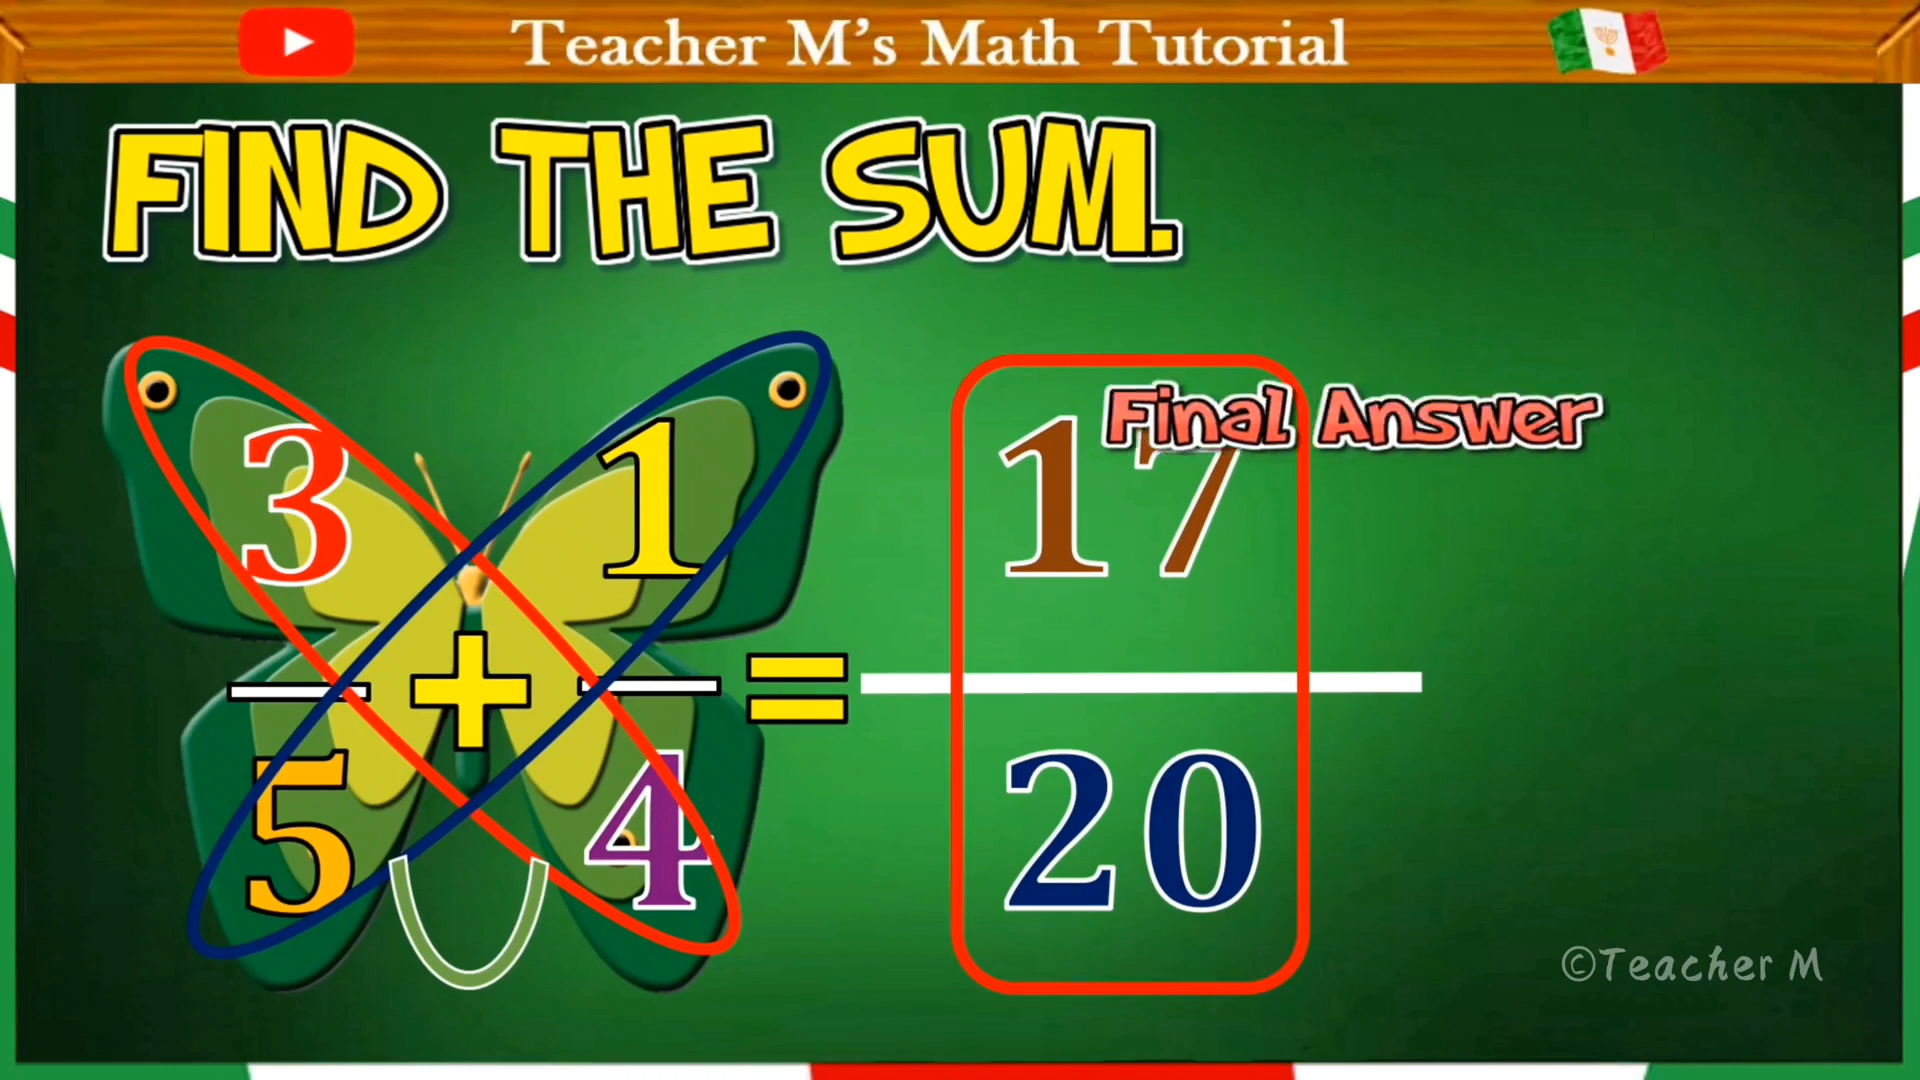 Teacher M's Math Tutorial
FIND THE SUM.
Final Answer
3 1 17
+ =
5 4 20
©Teacher M